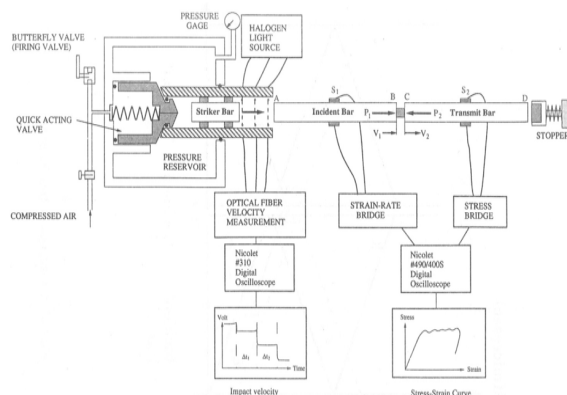 PRESSURE
GAGE
HALOGEN
LIGHT
SOURCE
BUTTERFLY VALVE
(FIRING VALVE)
QUICK ACTING
VALVE
PRESSURE
RESERVOIR
COMPRESSED AIR
Striker Bar
A
Incident Bar
S1
P1
B
C
P2
V1
V2
S2
Transmit Bar
D
STOPPER
OPTICAL FIBER
VELOCITY
MEASUREMENT
STRAIN-RATE
BRIDGE
STRESS
BRIDGE
Nicolet
#310
Digital
Oscilloscope
Nicolet
#490/400S
Digital
Oscilloscope
Volt
Δt1
Δt2
Time
Impact velocity
Stress
Strain
Stress-Strain Curve